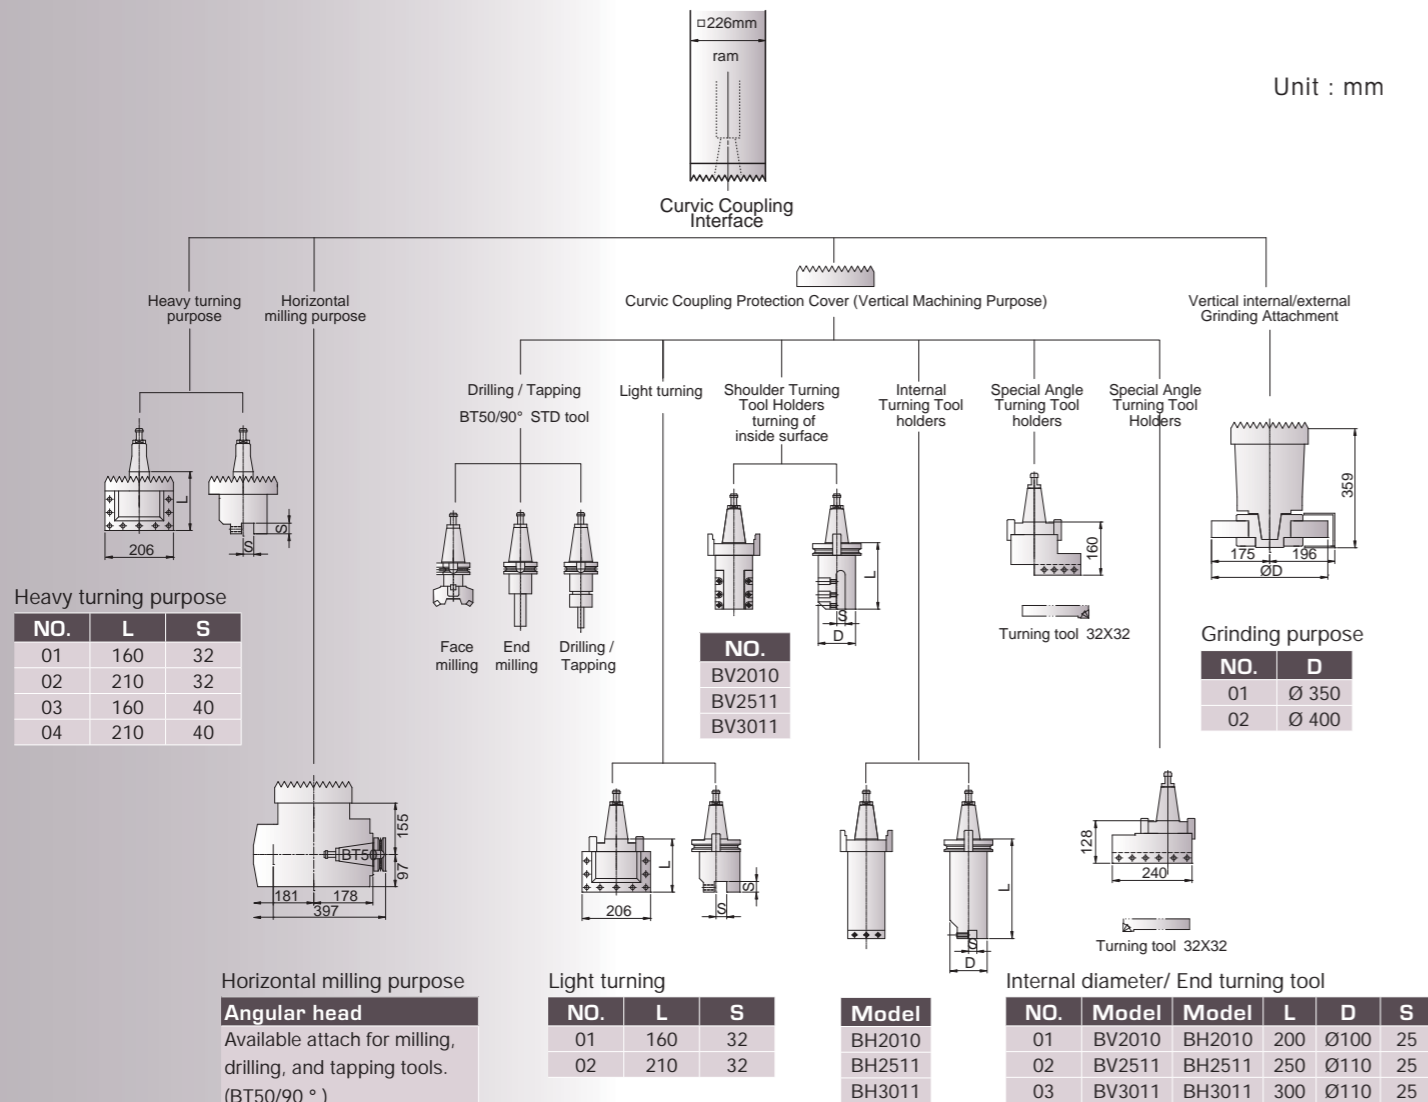 □226mm
ram
Unit : mm
Curvic Coupling
Interface
Heavy turning
purpose
Horizontal
milling purpose
Curvic Coupling Protection Cover (Vertical Machining Purpose)
Vertical internal/external
Grinding Attachment
Drilling / Tapping
BT50/90° STD tool
Light turning
Shoulder Turning
Tool Holders
turning of
inside surface
Internal
Turning Tool
holders
Special Angle
Turning Tool
holders
Special Angle
Turning Tool
Holders
L
S
S
206
Face
milling
End
milling
Drilling /
Tapping
L
S
D
160
Turning tool 32X32
359
175
196
ØD
Heavy turning purpose
NO. L S
01 160 32
02 210 32
03 160 40
04 210 40
NO.
BV2010
BV2511
BV3011
Grinding purpose
NO. D
01 Ø 350
02 Ø 400
BT50
155
97
181
178
397
L
S
S
206
L
S
D
128
240
Turning tool 32X32
Horizontal milling purpose
Angular head
Available attach for milling,
drilling, and tapping tools.
(BT50/90 ° )
Light turning
NO. L S
01 160 32
02 210 32
Model
BH2010
BH2511
BH3011
Internal diameter/ End turning tool
NO. Model Model L D S
01 BV2010 BH2010 200 Ø100 25
02 BV2511 BH2511 250 Ø110 25
03 BV3011 BH3011 300 Ø110 25